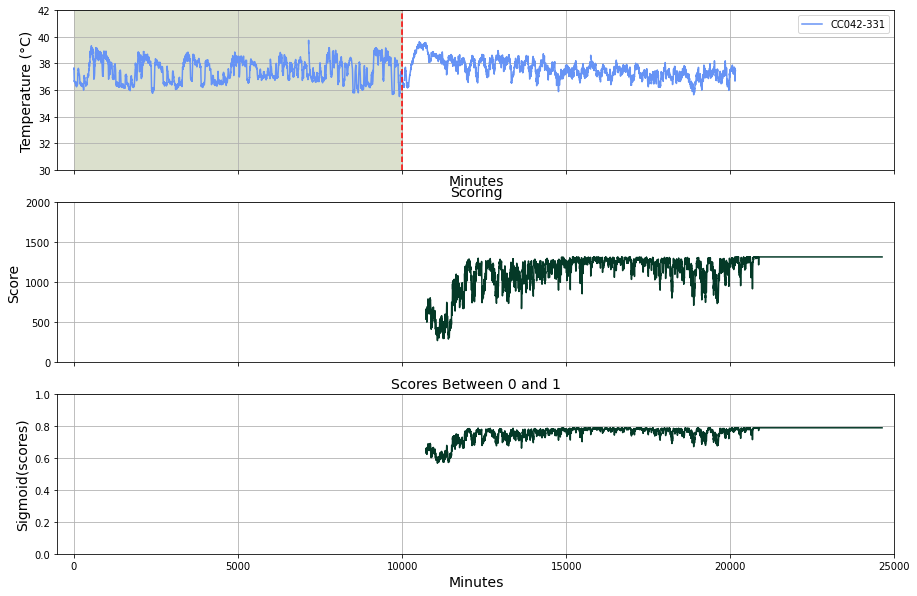 42
40
38
36
34
32
30
Temperature (°C)
CC042-331
Minutes
Scoring
2000
1500
1000
500
0
Score
Scores Between 0 and 1
1.0
0.8
0.6
0.4
0.2
0.0
Sigmoid(scores)
0 5000 10000 15000 20000 25000
Minutes